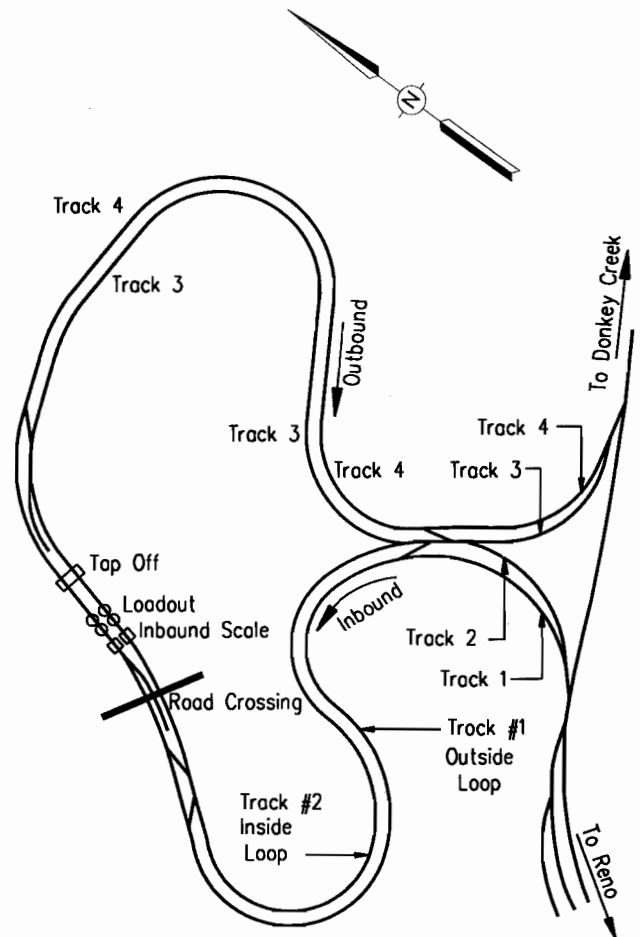 N
Track 4
Track 3
Outbound
To Donkey Creek
Track 3
Track 4
Track 4
Track 3
Tap Off
Loadout
Inbound Scale
Road Crossing
Inbound
Track 2
Track 1
Track #1
Outside
Loop
Track #2
Inside
Loop
To Reno